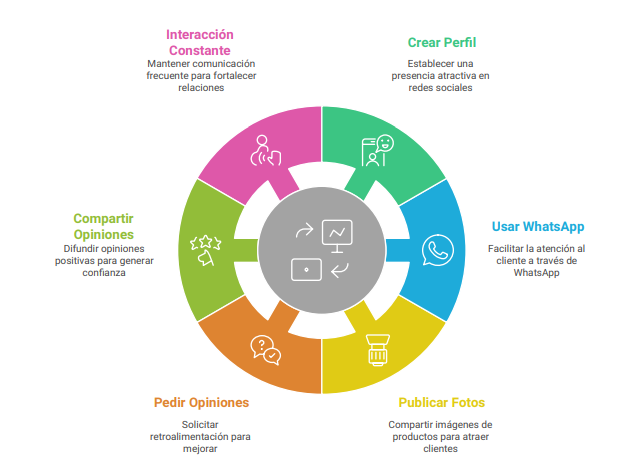 Interacción
Constante
Mantener comunicación
frecuente para fortalecer
relaciones
Crear Perfil
Establecer una
presencia atractiva en
redes sociales
Compartir
Opiniones
Difundir opiniones
positivas para generar
confianza
Usar WhatsApp
Facilitar la atención al
cliente a través de
WhatsApp
Pedir Opiniones
Solicitar
retroalimentación para
mejorar
Publicar Fotos
Compartir imágenes de
productos para atraer
clientes